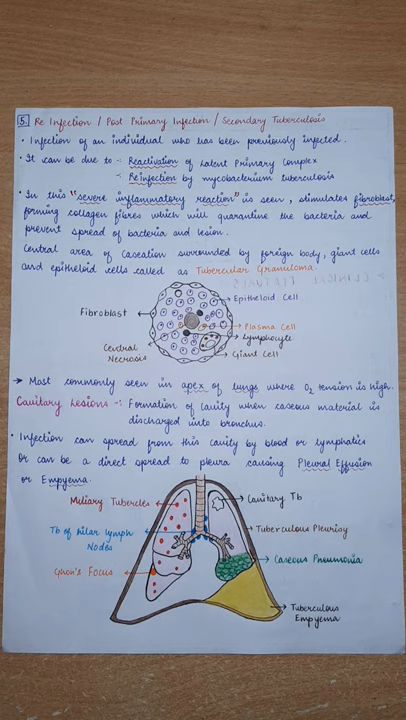 5. Re Infection / Post Primary Infection / Secondary Tuberculosis
• Infection of an individual who has been previously infected.
• It can be due to -: Reactivation of Latent Primary Complex
-: Reinfection by mycobacterium tuberculosis
• In this "severe inflammatory reaction" is seen, stimulates fibroblast,
forming collagen fibres which will quarantine the bacteria and
prevent spread of bacteria and lesion.
Central area of Caseation surrounded by foreign body, giant cells
and epitheloid cells called as Tubercular Granuloma.
Epitheloid Cell
Fibroblast
Plasma Cell
Lymphocyte
Central
Necrosis
Giant Cell
→ Most commonly seen in apex of lungs where O2 tension is high.
Cavitary Lesions -: Formation of cavity when caseous material is
discharged into bronchus.
• Infection can spread from this cavity by blood or lymphatics
or can be a direct spread to pleura causing Pleural Effusion
or Empyema.
Miliary Tubercles
Cavitary Tb
Tb of hilar lymph
Nodes
Tuberculous Pleurisy
Caseous Pneumonia
Ghon's Focus
Tuberculous
Empyema